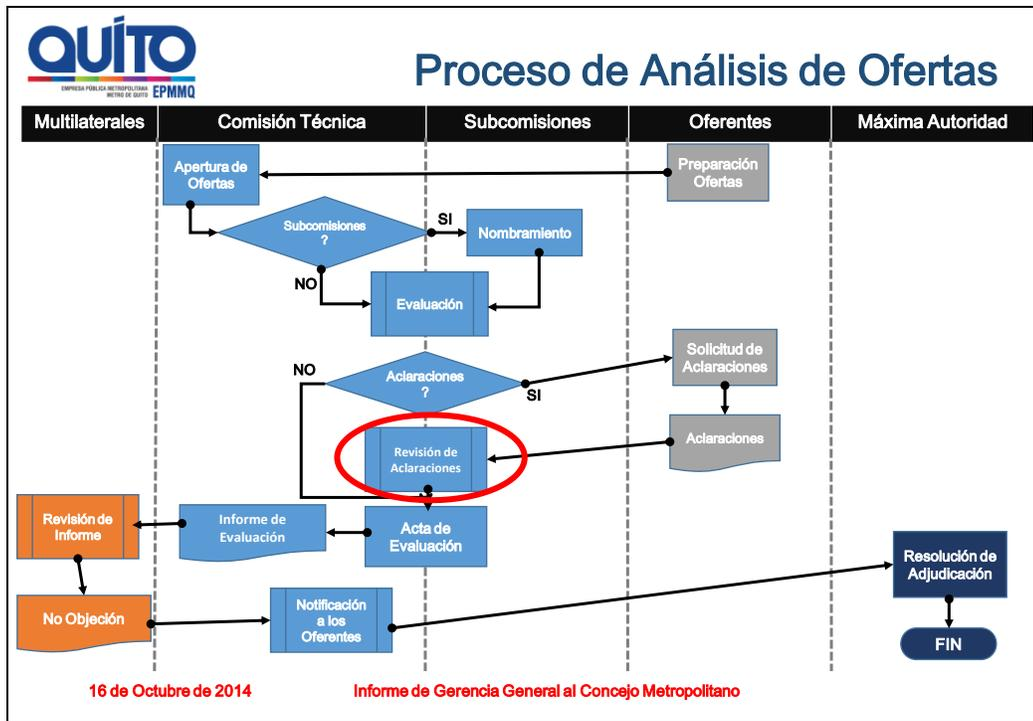 QUÍTO
EMPRESA PÚBLICA METROPOLITANA
METRO DE QUITO
EPMMQ
Proceso de Análisis de Ofertas
Multilaterales
Comisión Técnica
Subcomisiones
Oferentes
Máxima Autoridad
Apertura de
Ofertas
Preparación
Ofertas
Subcomisiones
?
SI
Nombramiento
NO
Evaluación
NO
Aclaraciones
?
SI
Solicitud de
Aclaraciones
Revisión de
Aclaraciones
Aclaraciones
Revisión de
Informe
Informe de
Evaluación
Acta de
Evaluación
Resolución de
Adjudicación
No Objeción
Notificación
a los
Oferentes
FIN
16 de Octubre de 2014
Informe de Gerencia General al Concejo Metropolitano